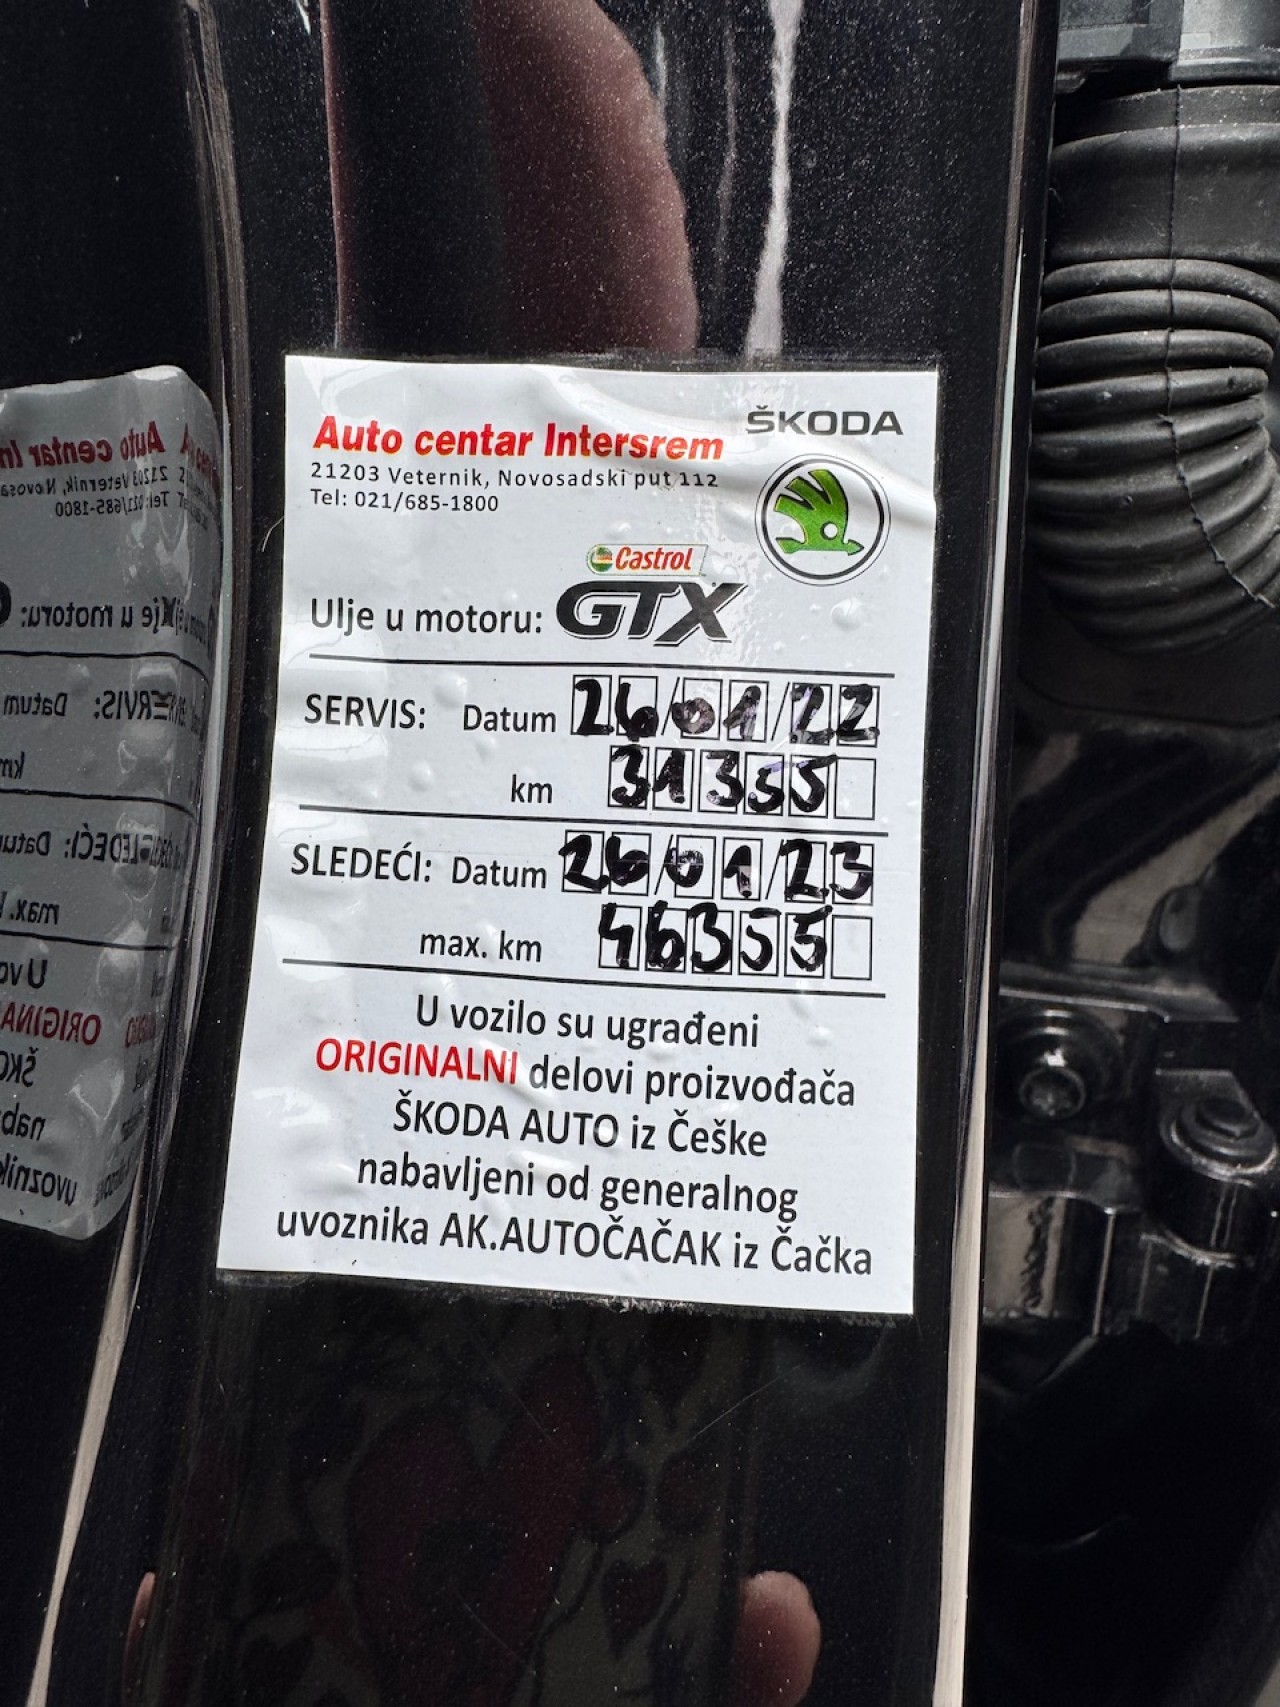 ŠKODA
Auto centar Intersrem
21203 Veternik, Novosadski put 112
Tel: 021/685-1800
Castrol
Ulje u motoru: GTX
SERVIS: Datum 26/01/22
km 31355
SLEDEĆI: Datum 26/01/23
max. km 46355
U vozilo su ugrađeni
ORIGINALNI delovi proizvođača
ŠKODA AUTO iz Češke
nabavljeni od generalnog
uvoznika AK.AUTOČAČAK iz Čačka